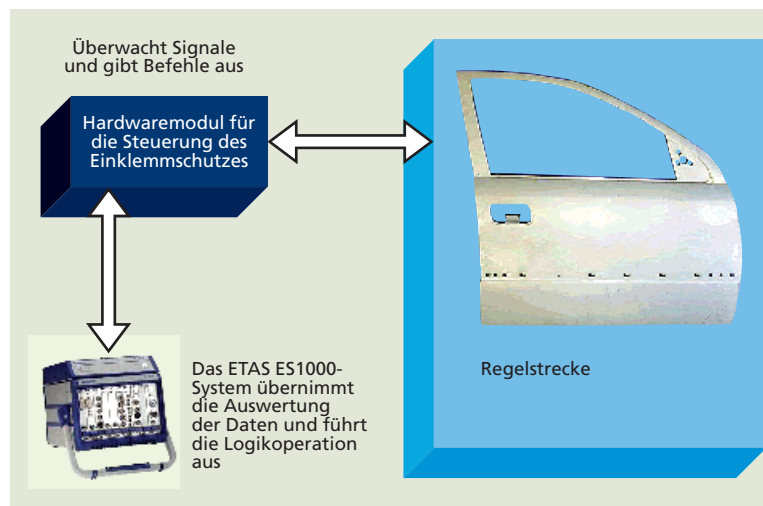 Überwacht Signale
und gibt Befehle aus
Hardwaremodul für
die Steuerung des
Einklemmschutzes
Das ETAS ES1000-
System übernimmt
die Auswertung
der Daten und führt
die Logikoperation
aus
Regelstrecke